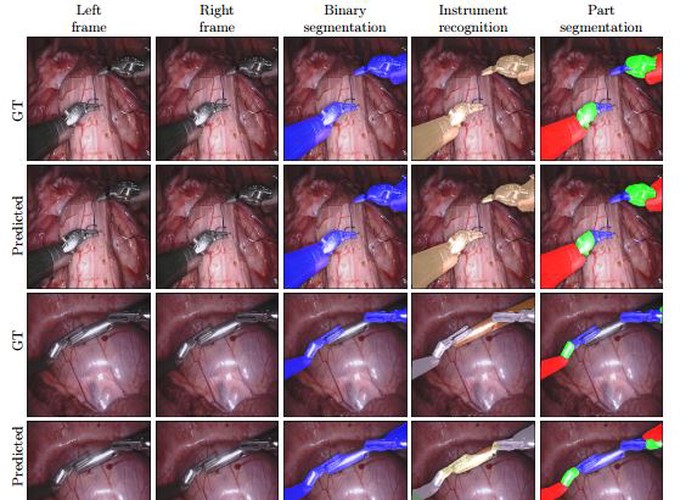 Left
frame
Right
frame
Binary
segmentation
Instrument
recognition
Part
segmentation
GT
Predicted
GT
Predicted